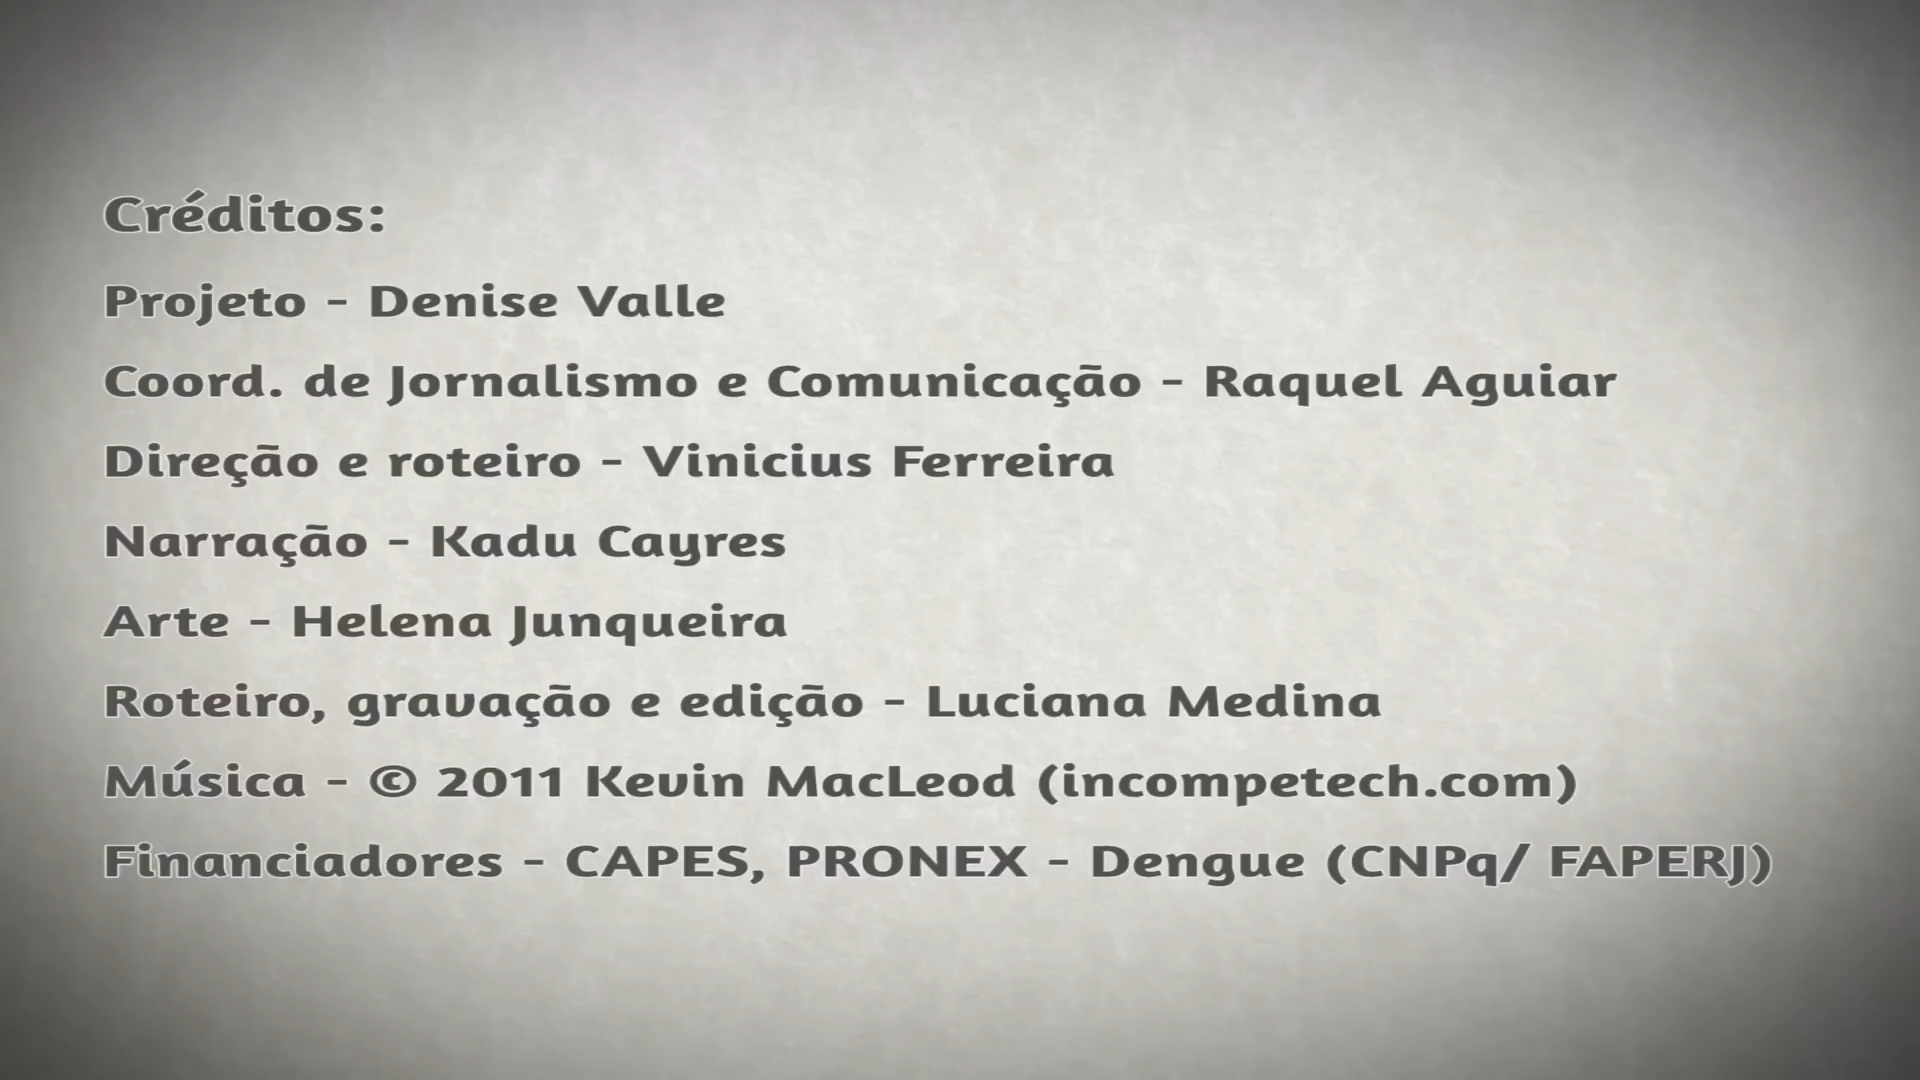 Créditos:
Projeto - Denise Valle
Coord. de Jornalismo e Comunicação - Raquel Aguiar
Direção e roteiro - Vinicius Ferreira
Narração - Kadu Cayres
Arte - Helena Junqueira
Roteiro, gravação e edição - Luciana Medina
Música - © 2011 Kevin MacLeod (incompetech.com)
Financiadores - CAPES, PRONEX - Dengue (CNPq/ FAPERJ)